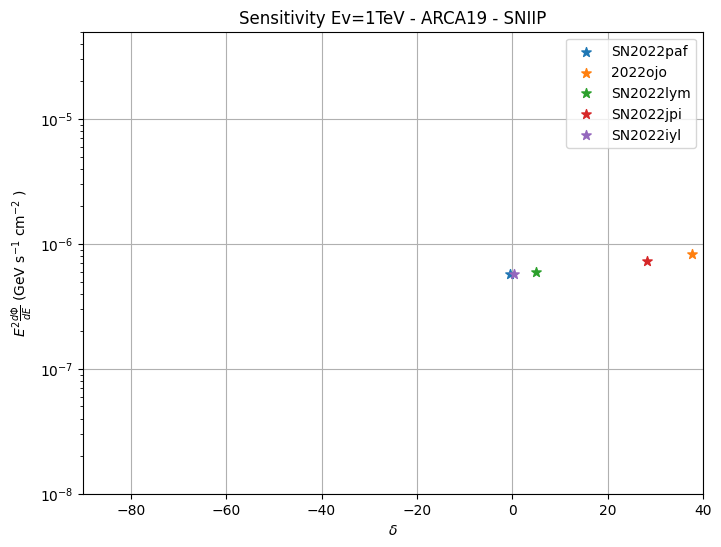 Sensitivity Ev=1TeV - ARCA19 - SNIIP
SN2022paf
2022ojo
SN2022lym
SN2022jpi
SN2022iyl
10⁻⁵
10⁻⁶
10⁻⁷
10⁻⁸
E² dΦ/dE (GeV s⁻¹ cm⁻² )
−80 −60 −40 −20 0 20 40
δ